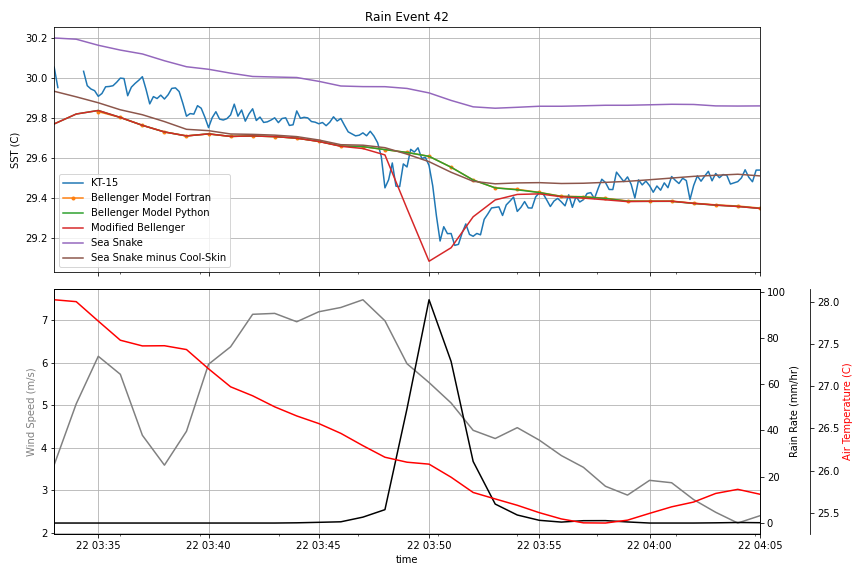 Rain Event 42
30.2
30.0
29.8
29.6
29.4
29.2
SST (C)
KT-15
Bellenger Model Fortran
Bellenger Model Python
Modified Bellenger
Sea Snake
Sea Snake minus Cool-Skin
7
6
5
4
3
2
Wind Speed (m/s)
100
80
60
40
20
0
Rain Rate (mm/hr)
28.0
27.5
27.0
26.5
26.0
25.5
Air Temperature (C)
22 03:35 22 03:40 22 03:45 22 03:50 22 03:55 22 04:00 22 04:05
time